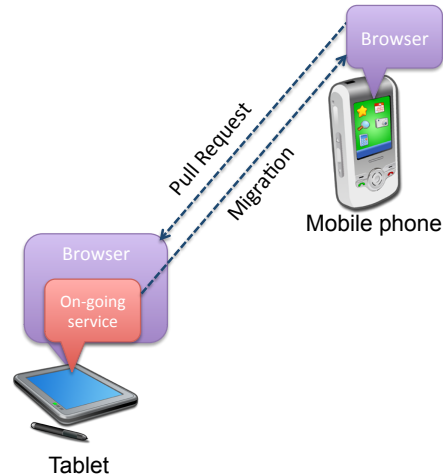 Browser
Pull Request
Migration
Mobile phone
Browser
On-going
service
Tablet